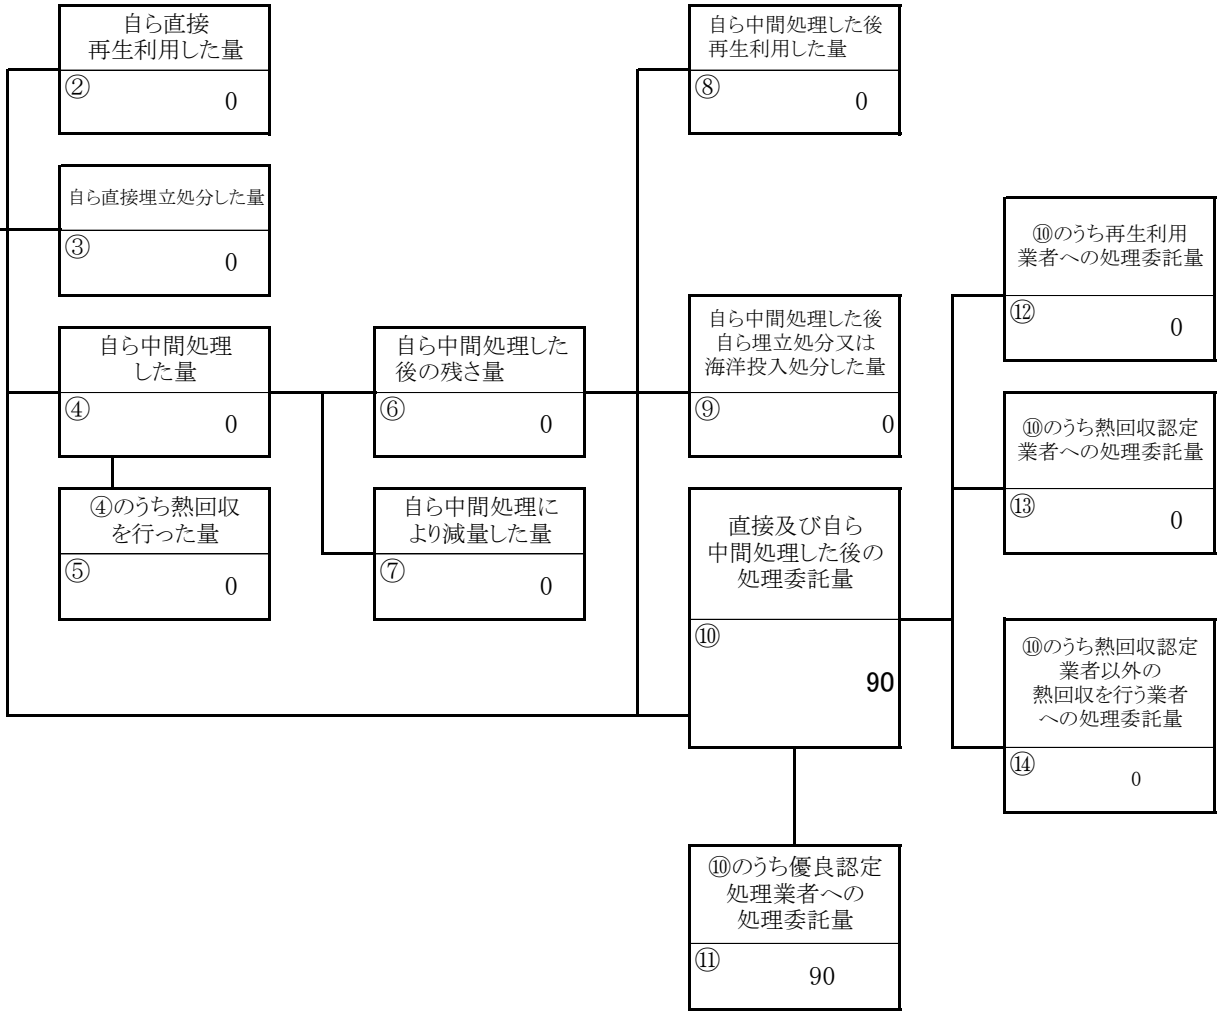 自ら直接
再生利用した量
②
0
自ら直接埋立処分した量
③
0
自ら中間処理
した量
④
0
④のうち熱回収
を行った量
⑤
0
自ら中間処理した
後の残さ量
⑥
0
自ら中間処理に
より減量した量
⑦
0
自ら中間処理した後
再生利用した量
⑧
0
自ら中間処理した後
自ら埋立処分又は
海洋投入処分した量
⑨
0
直接及び自ら
中間処理した後の
処理委託量
⑩
90
⑩のうち優良認定
処理業者への
処理委託量
⑪
90
⑩のうち再生利用
業者への処理委託量
⑫
0
⑩のうち熱回収認定
業者への処理委託量
⑬
0
⑩のうち熱回収認定
業者以外の
熱回収を行う業者
への処理委託量
⑭
0